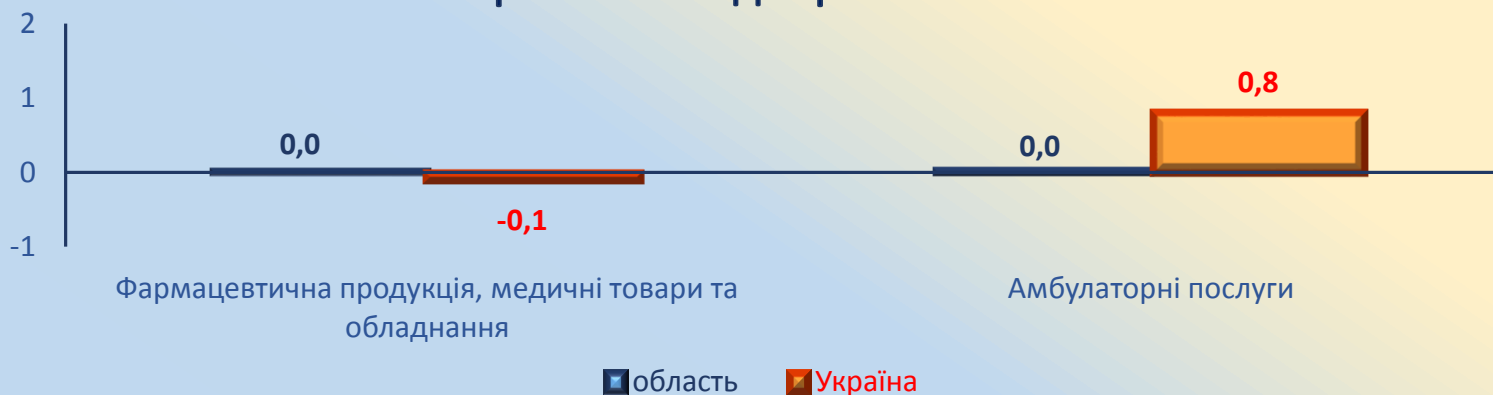 2
1
0
-1
0,0
-0,1
0,0
0,8
Фармацевтична продукція, медичні товари та
обладнання
Амбулаторні послуги
область
Україна